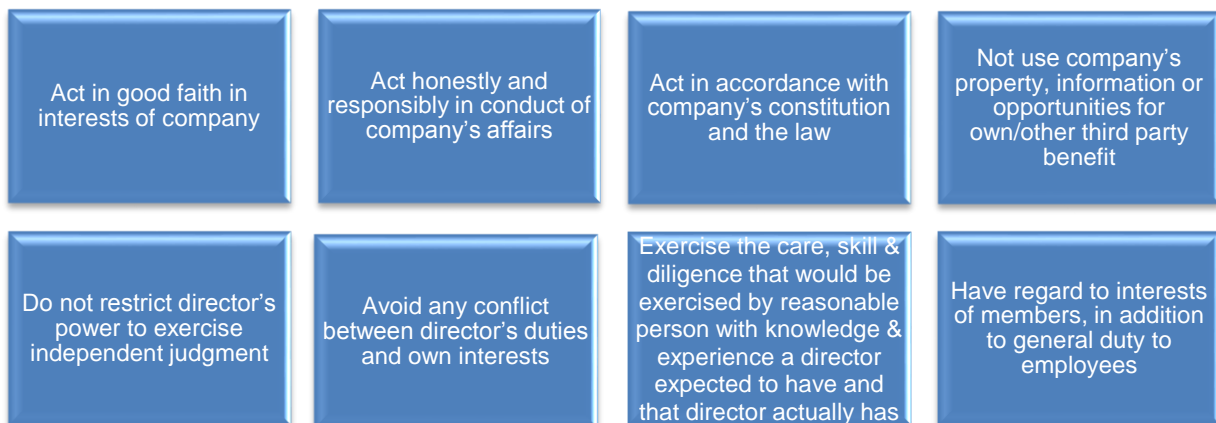 Act in good faith in
interests of company
Act honestly and
responsibly in conduct of
company’s affairs
Act in accordance with
company’s constitution
and the law
Not use company’s
property, information or
opportunities for
own/other third party
benefit
Do not restrict director’s
power to exercise
independent judgment
Avoid any conflict
between director’s duties
and own interests
Exercise the care, skill &
diligence that would be
exercised by reasonable
person with knowledge &
experience a director
expected to have and
that director actually has
Have regard to interests
of members, in addition
to general duty to
employees